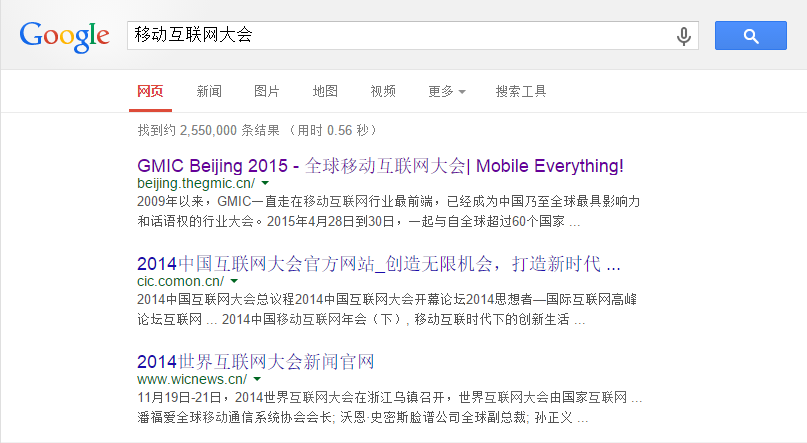 Google
移动互联网大会
网页 新闻 图片 地图 视频 更多 搜索工具
找到约 2,550,000 条结果 （用时 0.56 秒）
GMIC Beijing 2015 - 全球移动互联网大会| Mobile Everything!
beijing.thegmic.cn/
2009年以来，GMIC一直走在移动互联网行业最前端，已经成为中国乃至全球最具影响力
和话语权的行业大会。2015年4月28日到30日，一起与自全球超过60个国家 ...
2014中国互联网大会官方网站_创造无限机会，打造新时代 ...
cic.comon.cn/
2014中国互联网大会总议程2014中国互联网大会开幕论坛2014思想者—国际互联网高峰
论坛互联网 ... 2014中国移动互联网年会（下）, 移动互联时代下的创新生活 ...
2014世界互联网大会新闻官网
www.wicnews.cn/
11月19日-21日，2014世界互联网大会在浙江乌镇召开，世界互联网大会由国家互联网 ...
潘福爱全球移动通信系统协会会长; 沃恩·史密斯脸谱公司全球副总裁; 孙正义 ...